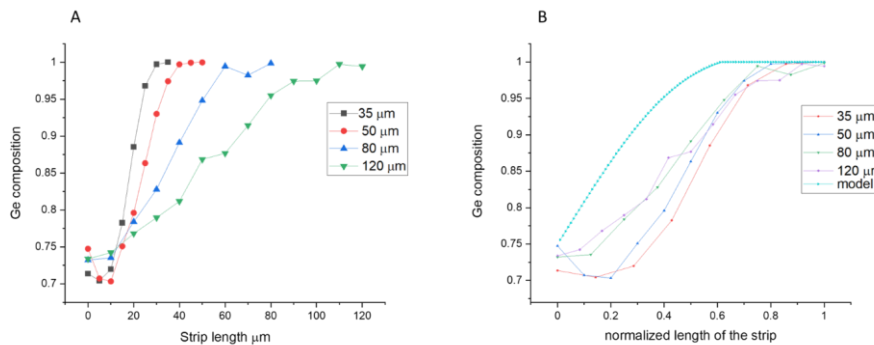 A
B
1
0.95
0.9
0.85
0.8
0.75
0.7
Ge composition
0 20 40 60 80 100 120
Strip length μm
35 μm
50 μm
80 μm
120 μm
1
0.95
0.9
0.85
0.8
0.75
0.7
Ge composition
0 0.2 0.4 0.6 0.8 1
normalized length of the strip
35 μm
50 μm
80 μm
120 μm
model